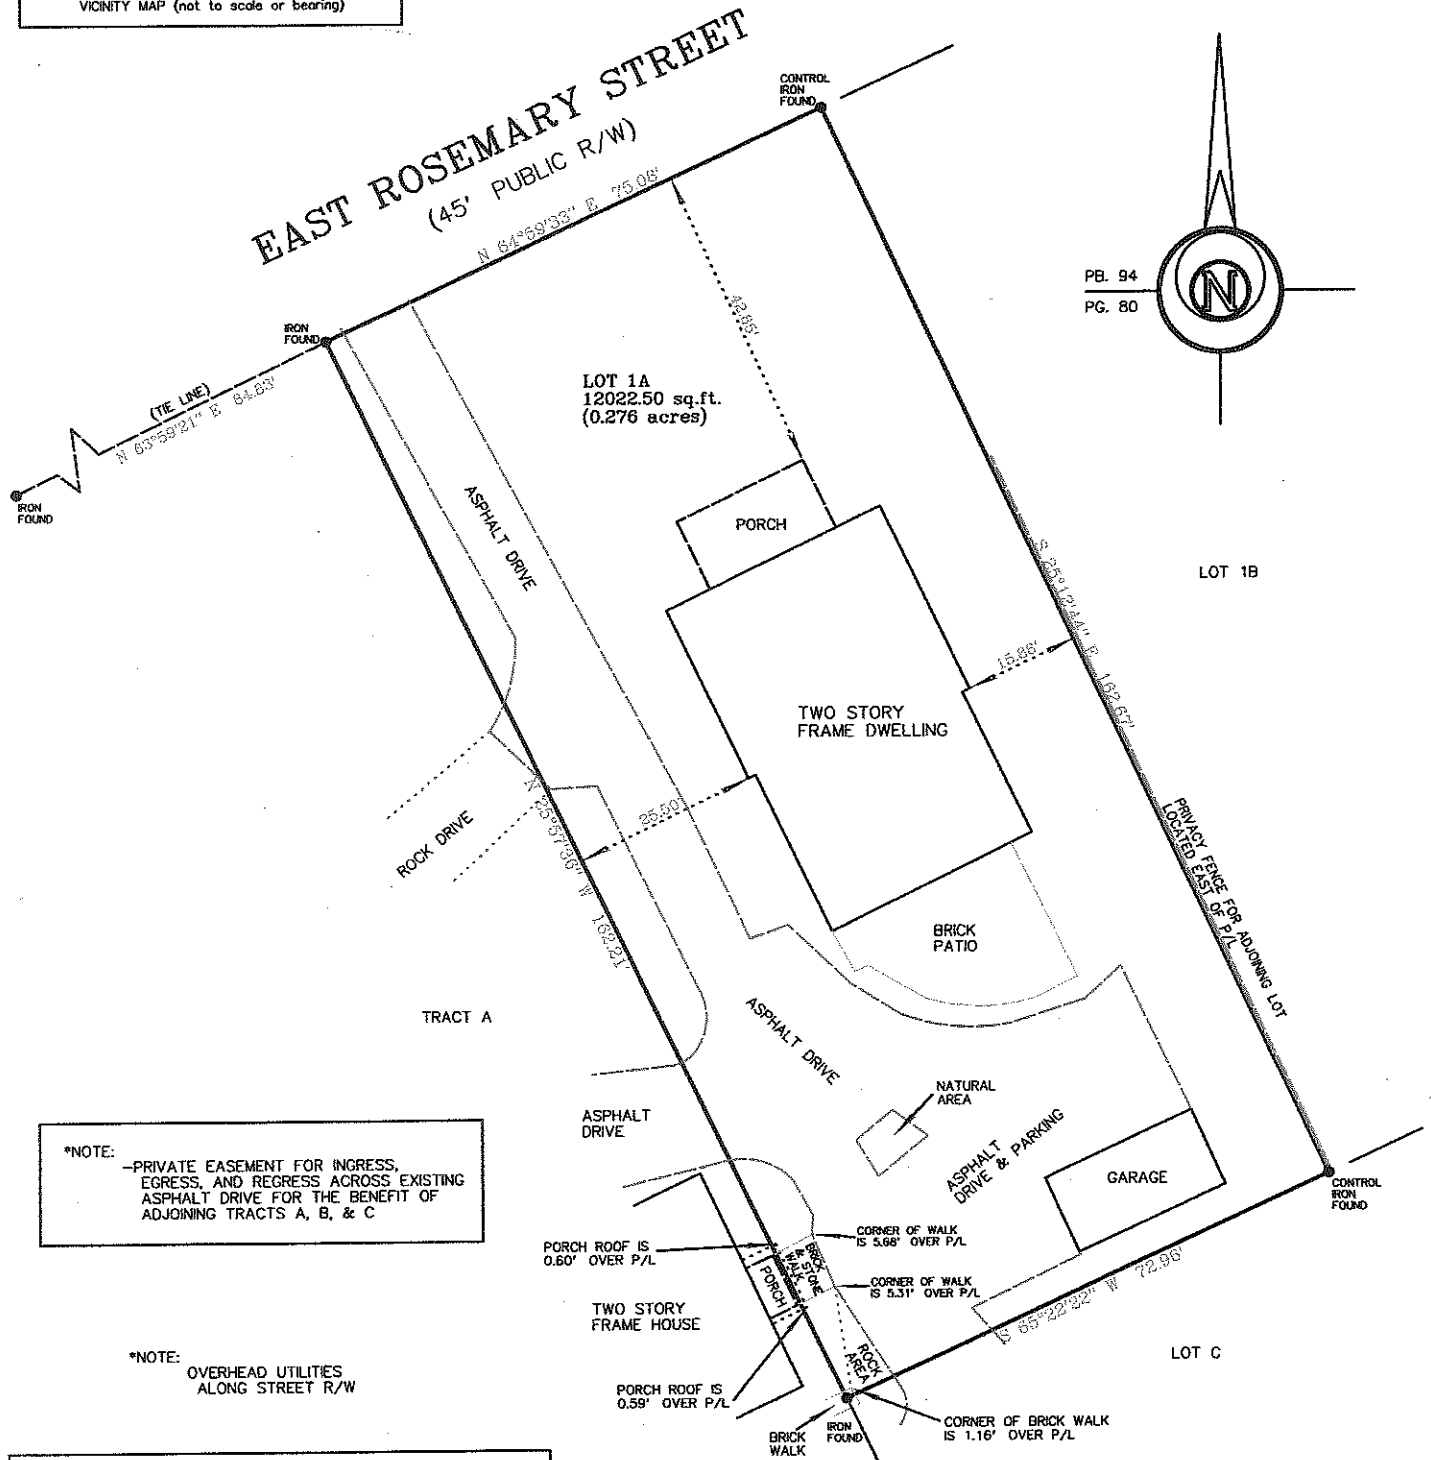 VICINITY MAP (not to scale or bearing)
EAST ROSEMARY STREET
(45' PUBLIC R/W)
N 64°59'33" E 75.08'
CONTROL
IRON
FOUND
IRON
FOUND
(TIE LINE)
N 63°59'21" E 84.83'
IRON
FOUND
PB. 94
PG. 80
N
LOT 1A
12022.50 sq.ft.
(0.276 acres)
42.85'
ASPHALT DRIVE
PORCH
LOT 1B
S 25°12'44" E 162.67'
15.86'
TWO STORY
FRAME DWELLING
25.50'
N 25°57'36" W 162.21'
ROCK DRIVE
PRIVACY FENCE FOR ADJOINING LOT
LOCATED EAST OF P/L
BRICK
PATIO
TRACT A
ASPHALT DRIVE
NATURAL
AREA
ASPHALT
DRIVE
ASPHALT
DRIVE & PARKING
GARAGE
CONTROL
IRON
FOUND
*NOTE:
-PRIVATE EASEMENT FOR INGRESS,
EGRESS, AND REGRESS ACROSS EXISTING
ASPHALT DRIVE FOR THE BENEFIT OF
ADJOINING TRACTS A, B, & C
PORCH ROOF IS
0.60' OVER P/L
CORNER OF WALK
IS 5.68' OVER P/L
BRICK
& STONE
WALK
PORCH
CORNER OF WALK
IS 5.31' OVER P/L
S 65°22'22" W 72.96'
TWO STORY
FRAME HOUSE
ROCK
AREA
LOT C
*NOTE:
OVERHEAD UTILITIES
ALONG STREET R/W
PORCH ROOF IS
0.59' OVER P/L
BRICK
WALK
IRON
FOUND
CORNER OF BRICK WALK
IS 1.16' OVER P/L